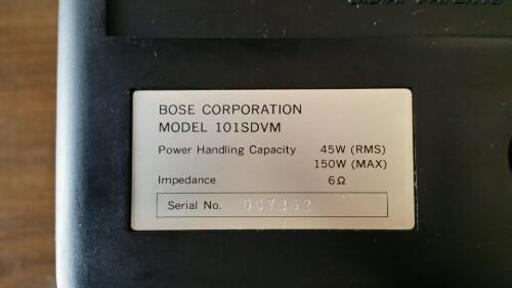 BOSE CORPORATION
MODEL 101SDVM
Power Handling Capacity 45W (RMS)
150W (MAX)
Impedance 6Ω
Serial No.